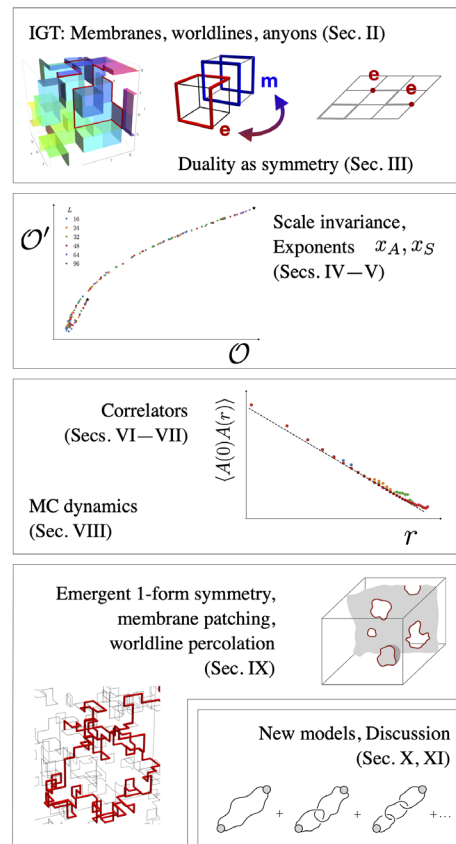 IGT: Membranes, worldlines, anyons (Sec. II)
m
e
e
e
Duality as symmetry (Sec. III)
O'
L
16
24
32
48
64
96
O
Scale invariance,
Exponents x_A, x_S
(Secs. IV—V)
Correlators
(Secs. VI—VII)
MC dynamics
(Sec. VIII)
⟨A(0)A(r)⟩
r
Emergent 1-form symmetry,
membrane patching,
worldline percolation
(Sec. IX)
New models, Discussion
(Sec. X, XI)
+ + +...